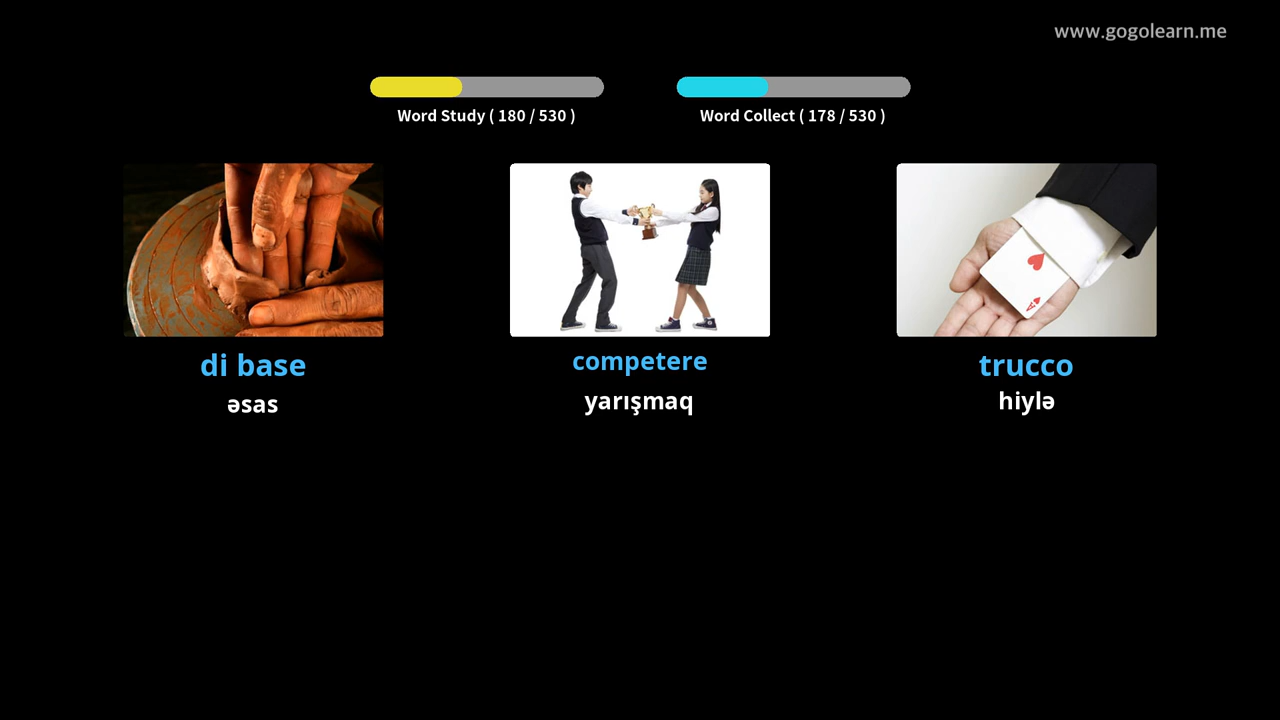 www.gogolearn.me
Word Study ( 180 / 530 )
Word Collect ( 178 / 530 )
di base
əsas
competere
yarışmaq
trucco
hiylə
A